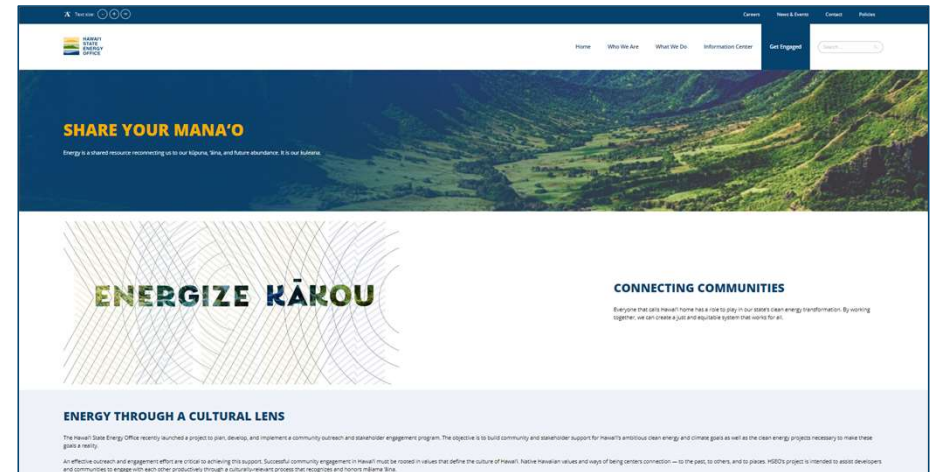 Text size: - + =
Careers News & Events Contact Policies
HAWAI'I
STATE
ENERGY
OFFICE
Home Who We Are What We Do Information Center Get Engaged Search ...
SHARE YOUR MANAʻO
Energy is a shared resource reconnecting us to our kūpuna, ʻāina, and future abundance. It is our kuleana.
ENERGIZE KĀKOU
CONNECTING COMMUNITIES
Everyone that calls Hawaiʻi home has a role to play in our state's clean energy transformation. By working
together, we can create a just and equitable system that works for all.
ENERGY THROUGH A CULTURAL LENS
The Hawaiʻi State Energy Office recently launched a project to plan, develop, and implement a community outreach and stakeholder engagement program. The objective is to build community and stakeholder support for Hawaiʻi's ambitious clean energy and climate goals as well as the clean energy projects necessary to make these
goals a reality.
An effective outreach and engagement effort are critical to achieving this support. Successful community engagement in Hawaiʻi must be rooted in values that define the culture of Hawaiʻi. Native Hawaiian values and ways of being centers connection — to the past, to others, and to places. HSEO's project is intended to assist developers
and communities to engage with each other productively through a culturally-relevant process that recognizes and honors mālama ʻāina.